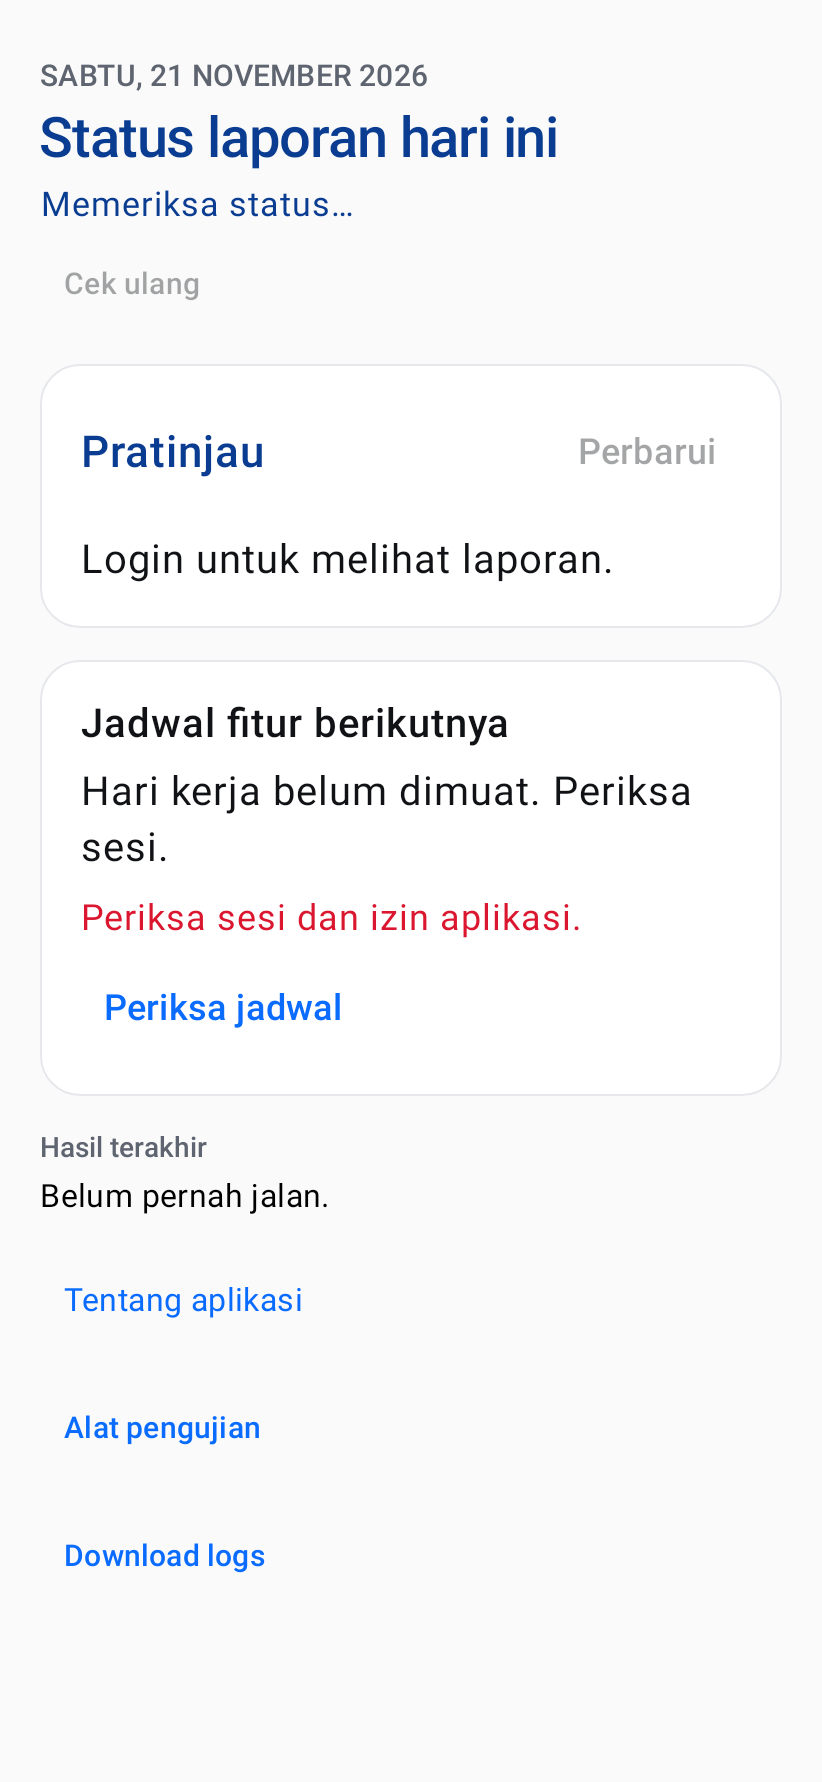 SABTU, 21 NOVEMBER 2026
Status laporan hari ini
Memeriksa status…
Cek ulang
Pratinjau
Perbarui
Login untuk melihat laporan.
Jadwal fitur berikutnya
Hari kerja belum dimuat. Periksa
sesi.
Periksa sesi dan izin aplikasi.
Periksa jadwal
Hasil terakhir
Belum pernah jalan.
Tentang aplikasi
Alat pengujian
Download logs